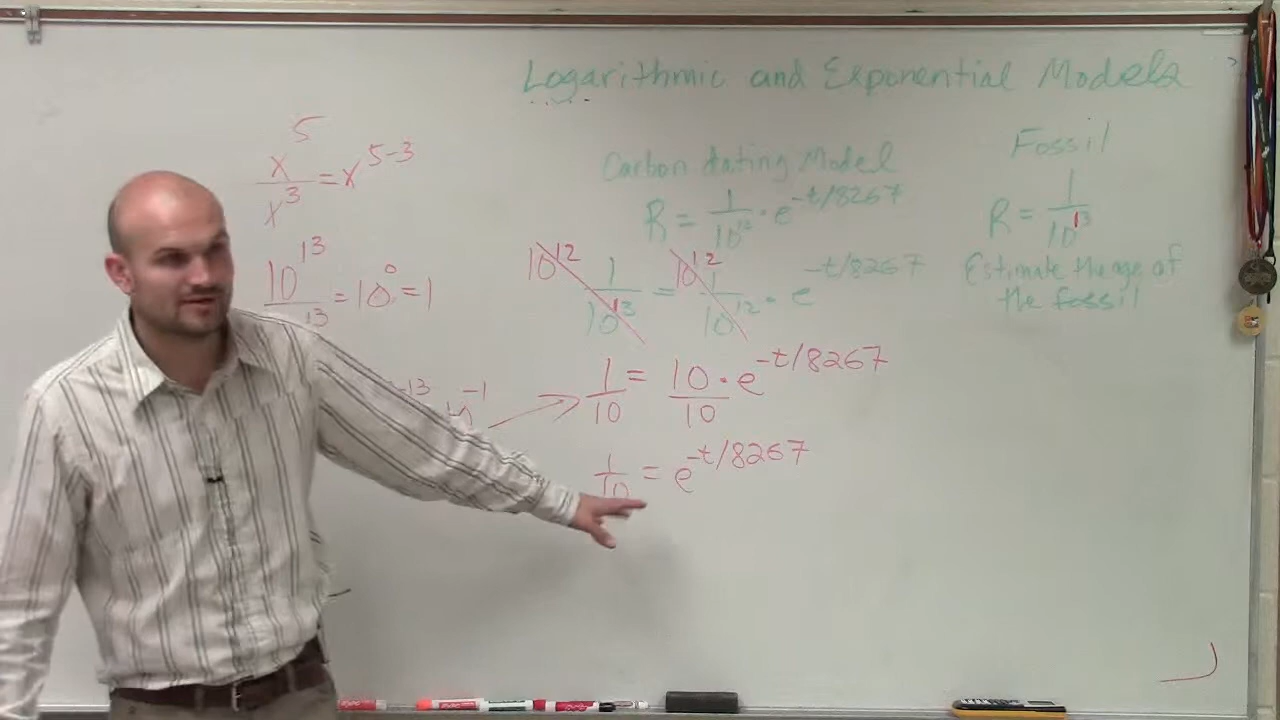 Logarithmic and Exponential Models
x^5/x^3 = x^(5-3)
10^13/13 = 10^0 = 1
-13
-1
Carbon dating Model
R = 1/10^12 · e^(-t/8267)
10^12 1/10^13 = 10^12 1/10^12 · e^(-t/8267)
1/10 = 10/10 · e^(-t/8267)
1/10 = e^(-t/8267)
Fossil
R = 1/10^13
Estimate the age of
the fossil